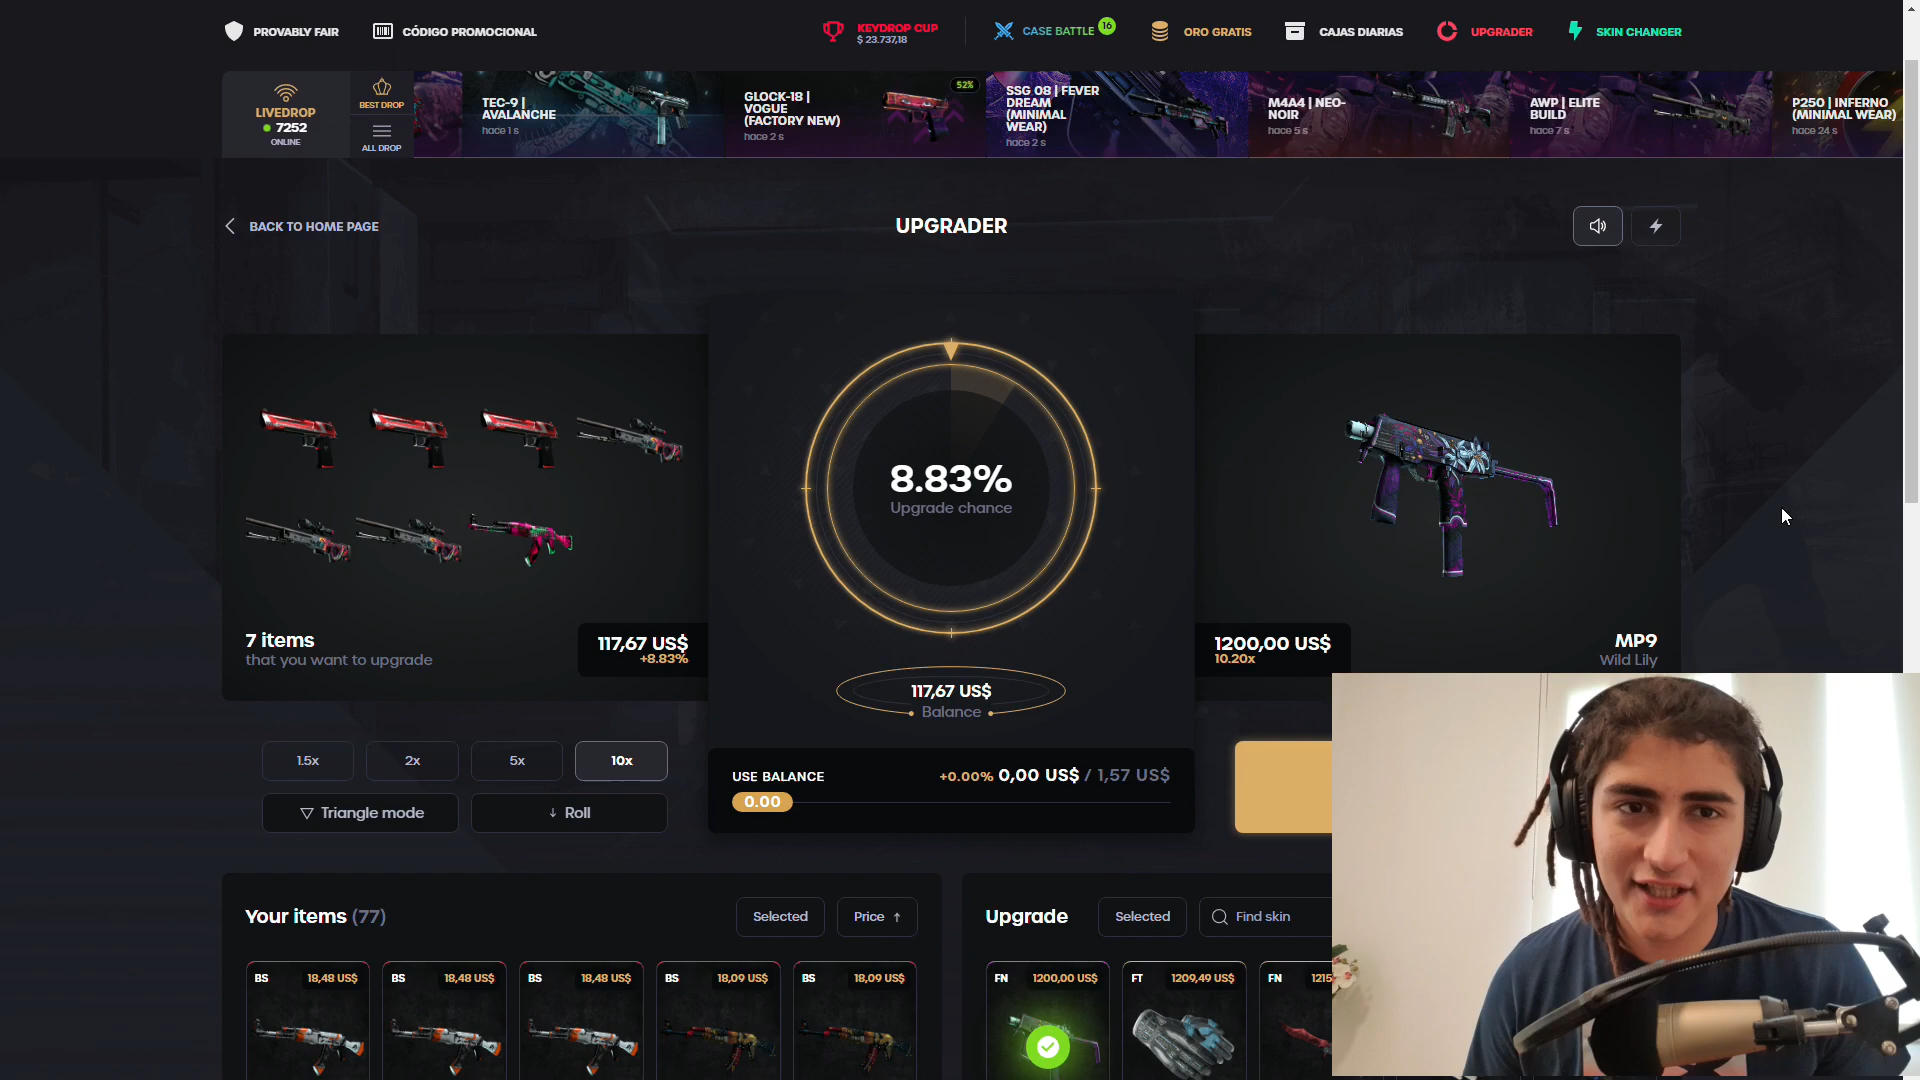 PROVABLY FAIR
CÓDIGO PROMOCIONAL
KEYDROP CUP
$ 23.737,18
CASE BATTLE 16
ORO GRATIS
CAJAS DIARIAS
UPGRADER
SKIN CHANGER
LIVEDROP
7252
ONLINE
BEST DROP
ALL DROP
TEC-9 |
AVALANCHE
hace 1 s
GLOCK-18 |
VOGUE
(FACTORY NEW)
hace 2 s
52%
SSG 08 | FEVER
DREAM
(MINIMAL
WEAR)
hace 2 s
M4A4 | NEO-
NOIR
hace 5 s
AWP | ELITE
BUILD
hace 7 s
P250 | INFERNO
(MINIMAL WEAR)
hace 24 s
BACK TO HOME PAGE
UPGRADER
8.83%
Upgrade chance
7 items
that you want to upgrade
117,67 US$
+8.83%
1200,00 US$
10.20x
MP9
Wild Lily
117,67 US$
Balance
1.5x
2x
5x
10x
Triangle mode
Roll
USE BALANCE
+0.00% 0,00 US$ / 1,57 US$
0.00
Your items (77)
Selected
Price
Upgrade
Selected
Find skin
BS 18,48 US$
BS 18,48 US$
BS 18,48 US$
BS 18,09 US$
BS 18,09 US$
FN 1200,00 US$
FT 1209,49 US$
FN 1215